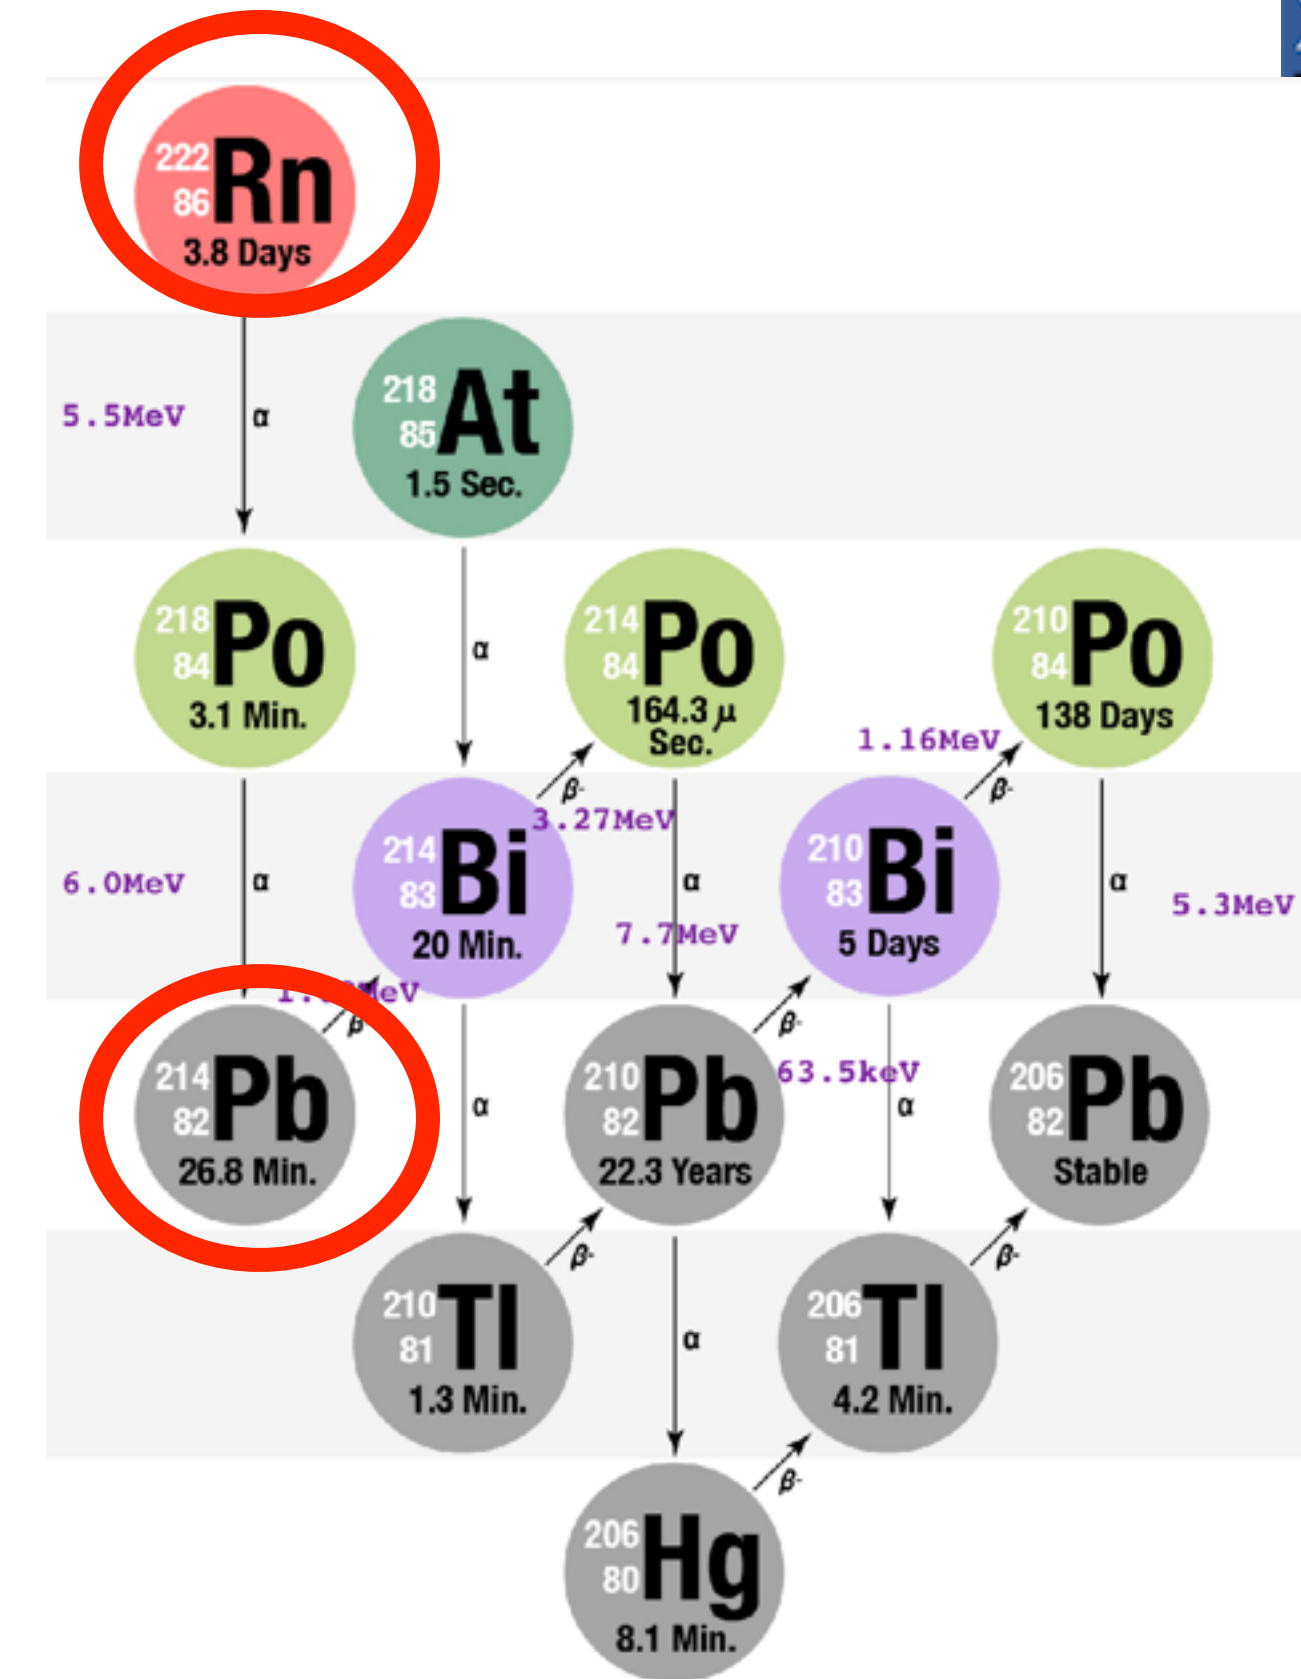 222
86
Rn
3.8 Days
5.5MeV
α
218
85
At
1.5 Sec.
218
84
Po
3.1 Min.
α
214
84
Po
164.3 μ
Sec.
210
84
Po
138 Days
1.16MeV
β-
β-
3.27MeV
6.0MeV
α
214
83
Bi
20 Min.
α
7.7MeV
210
83
Bi
5 Days
α
5.3MeV
β
214
82
Pb
26.8 Min.
α
210
82
Pb
22.3 Years
β-
63.5keV
α
206
82
Pb
Stable
210
81
Tl
1.3 Min.
β-
α
206
81
Tl
4.2 Min.
β-
206
80
Hg
8.1 Min.
β-